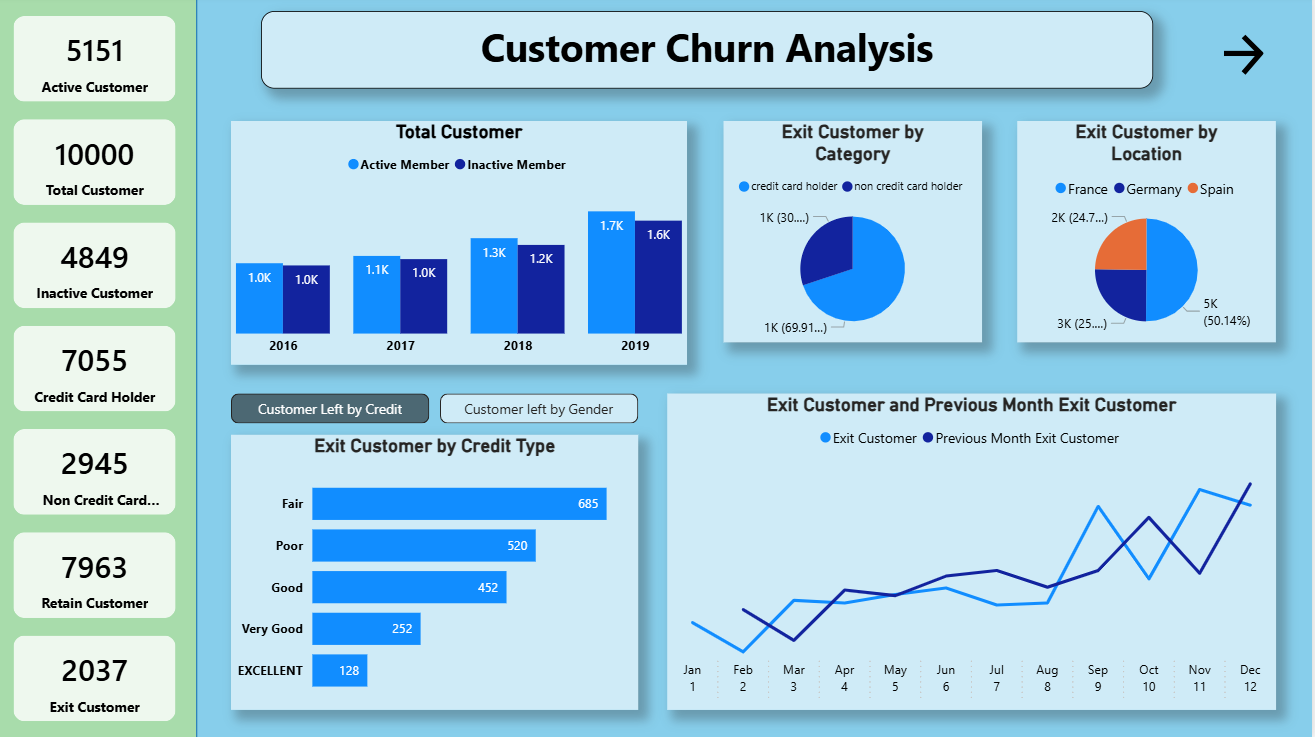 5151
Active Customer
10000
Total Customer
4849
Inactive Customer
7055
Credit Card Holder
2945
Non Credit Card...
7963
Retain Customer
2037
Exit Customer
Customer Churn Analysis
Total Customer
Active Member Inactive Member
1.0K 1.0K 1.1K 1.0K 1.3K 1.2K 1.7K 1.6K
2016 2017 2018 2019
Exit Customer by
Category
credit card holder non credit card holder
1K (30....)
1K (69.91...)
Exit Customer by
Location
France Germany Spain
2K (24.7...)
5K
(50.14%)
3K (25....)
Customer Left by Credit
Customer left by Gender
Exit Customer by Credit Type
Fair 685
Poor 520
Good 452
Very Good 252
EXCELLENT 128
Exit Customer and Previous Month Exit Customer
Exit Customer Previous Month Exit Customer
Jan Feb Mar Apr May Jun Jul Aug Sep Oct Nov Dec
1 2 3 4 5 6 7 8 9 10 11 12